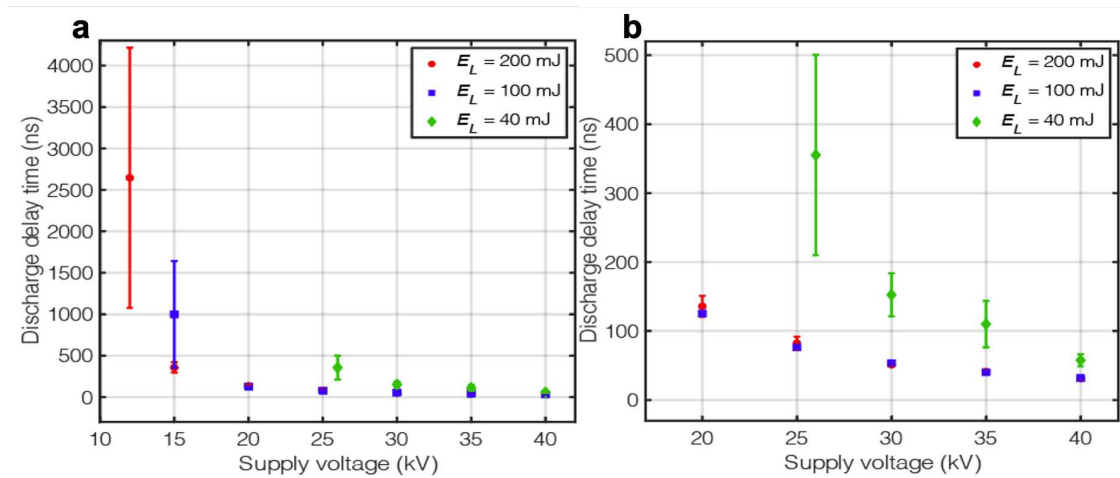 a
Discharge delay time (ns)
4000
3500
3000
2500
2000
1500
1000
500
0
10 15 20 25 30 35 40
Supply voltage (kV)
E_L = 200 mJ
E_L = 100 mJ
E_L = 40 mJ
b
Discharge delay time (ns)
500
400
300
200
100
0
20 25 30 35 40
Supply voltage (kV)
E_L = 200 mJ
E_L = 100 mJ
E_L = 40 mJ